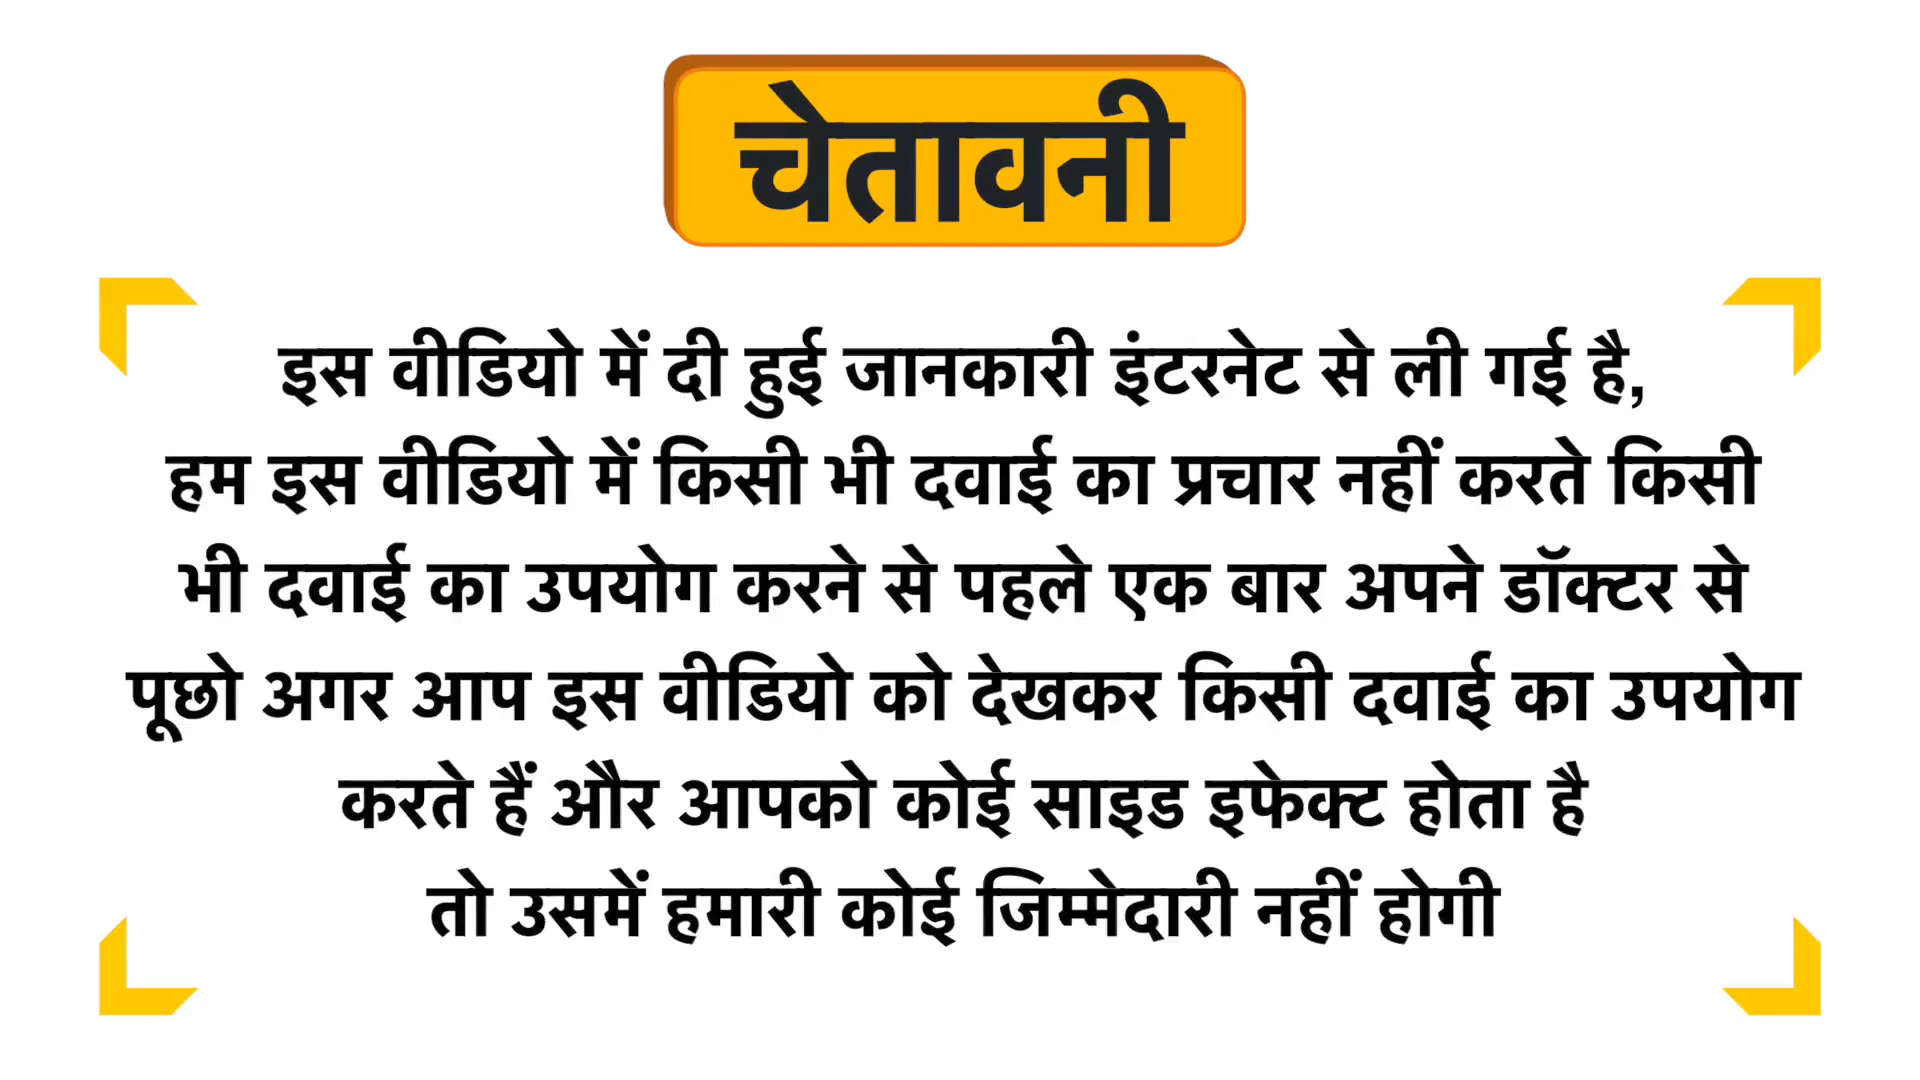 चेतावनी
इस वीडियो में दी हुई जानकारी इंटरनेट से ली गई है,
हम इस वीडियो में किसी भी दवाई का प्रचार नहीं करते किसी
भी दवाई का उपयोग करने से पहले एक बार अपने डॉक्टर से
पूछो अगर आप इस वीडियो को देखकर किसी दवाई का उपयोग
करते हैं और आपको कोई साइड इफेक्ट होता है
तो उसमें हमारी कोई जिम्मेदारी नहीं होगी